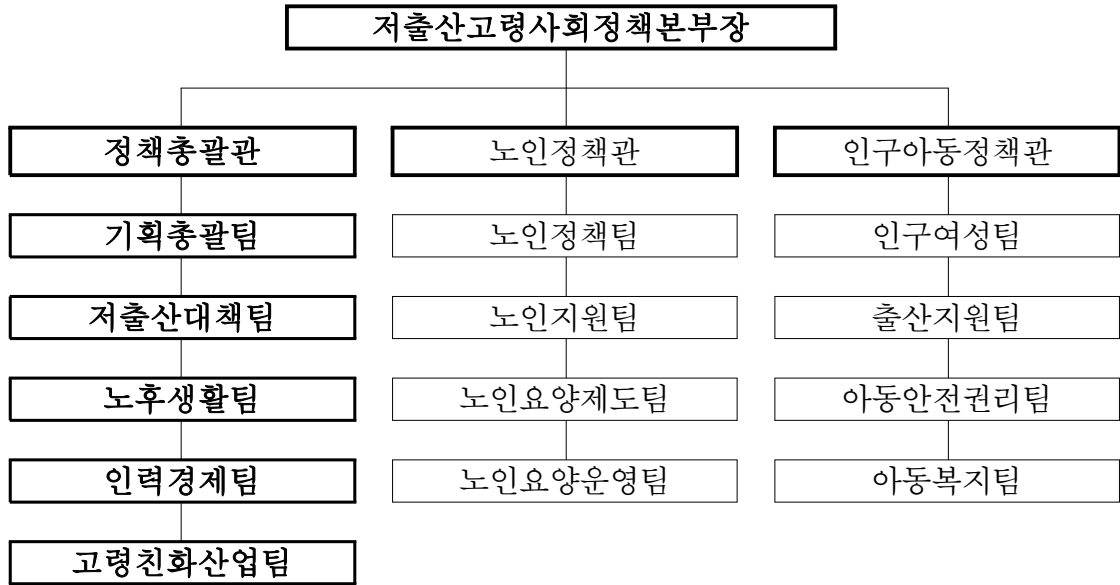 저출산고령사회정책본부장
정책총괄관 노인정책관 인구아동정책관
기획총괄팀 노인정책팀 인구여성팀
저출산대책팀 노인지원팀 출산지원팀
노후생활팀 노인요양제도팀 아동안전권리팀
인력경제팀 노인요양운영팀 아동복지팀
고령친화산업팀